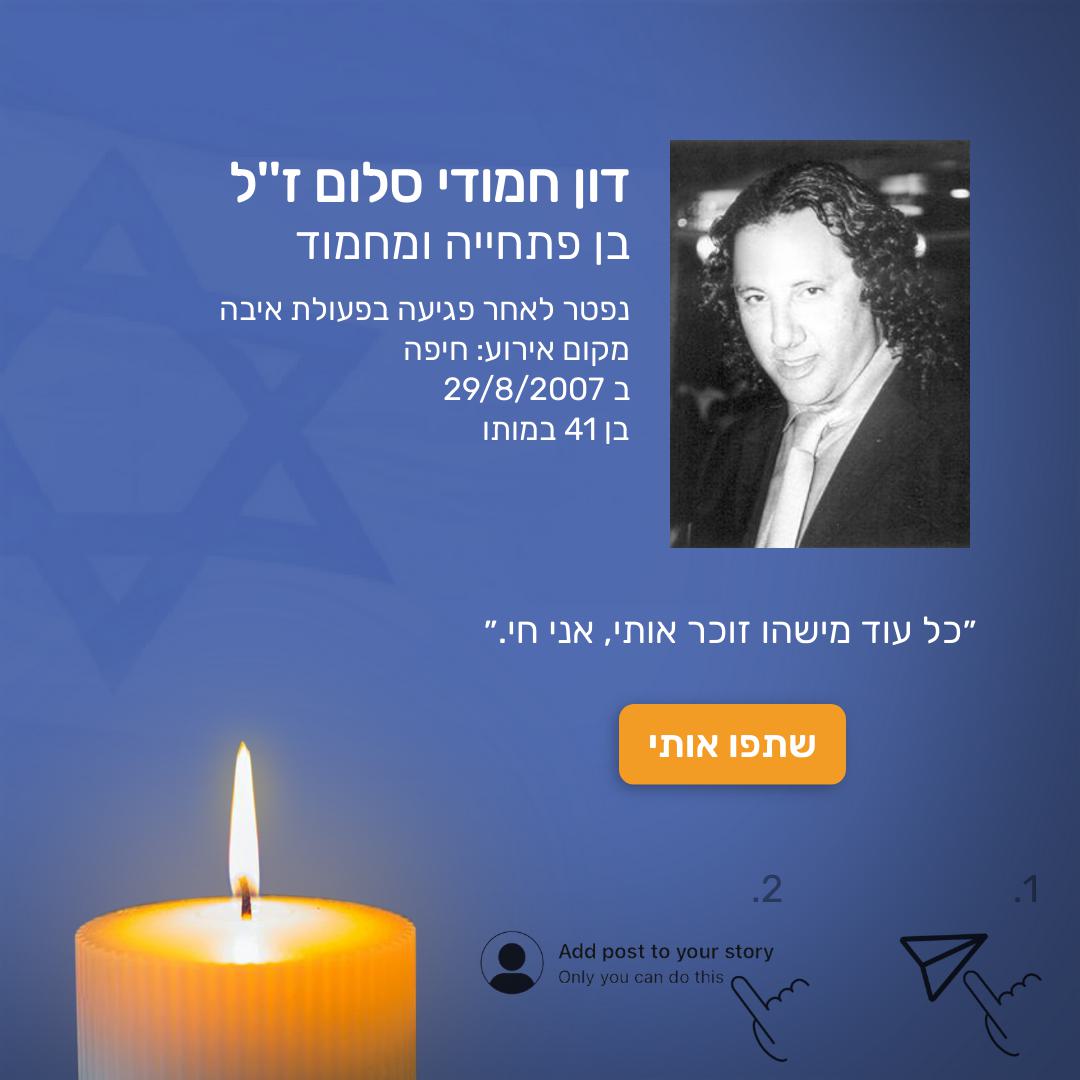 דון חמודי סלום ז"ל
בן פתחייה ומחמוד
נפטר לאחר פגיעה בפעולת איבה
מקום אירוע: חיפה
ב 29/8/2007
בן 41 במותו
״כל עוד מישהו זוכר אותי, אני חי.״
שתפו אותי
1.
2.
Add post to your story
Only you can do this